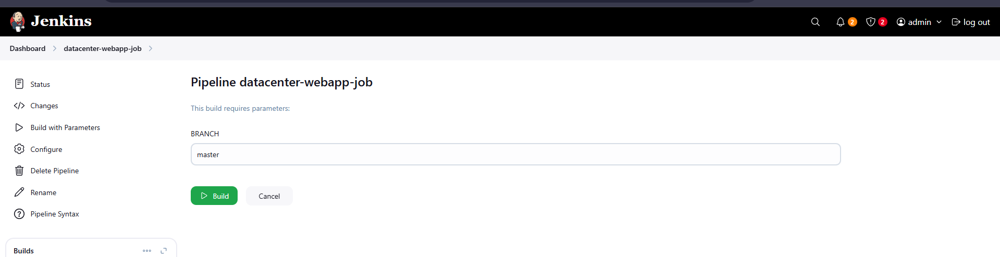 Jenkins
2
2
admin
log out
Dashboard
datacenter-webapp-job
Status
Changes
Build with Parameters
Configure
Delete Pipeline
Rename
Pipeline Syntax
Builds
Pipeline datacenter-webapp-job
This build requires parameters:
BRANCH
master
Build
Cancel